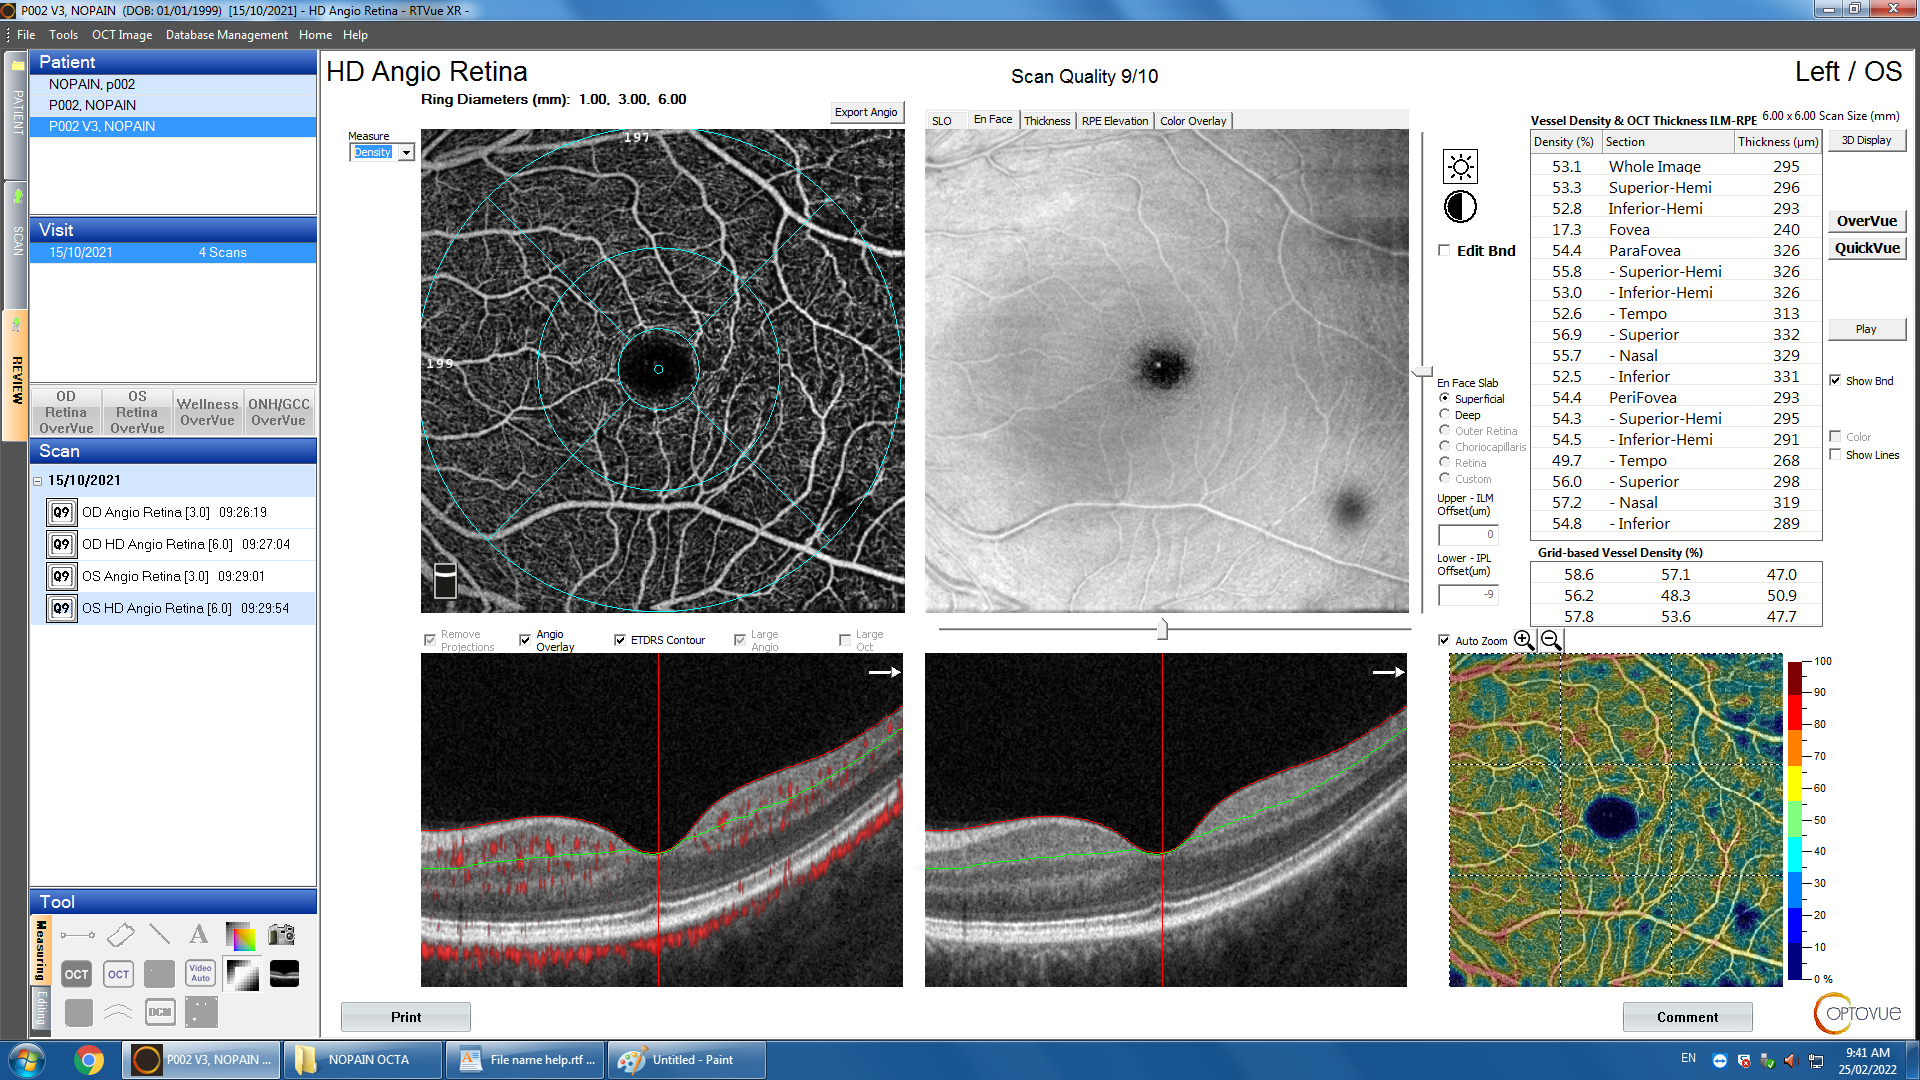 P002 V3, NOPAIN (DOB: 01/01/1999) [15/10/2021] - HD Angio Retina - RTVue XR -
File Tools OCT Image Database Management Home Help
PATIENT
SCAN
REVIEW
Patient
NOPAIN, p002
P002, NOPAIN
P002 V3, NOPAIN
Visit
15/10/2021 4 Scans
OD Retina OverVue
OS Retina OverVue
Wellness OverVue
ONH/GCC OverVue
Scan
15/10/2021
Q9 OD Angio Retina [3.0] 09:26:19
Q9 OD HD Angio Retina [6.0] 09:27:04
Q9 OS Angio Retina [3.0] 09:29:01
Q9 OS HD Angio Retina [6.0] 09:29:54
Tool
Measuring
Editing
A
OCT OCT Video Auto
DCM
HD Angio Retina
Scan Quality 9/10
Left / OS
Ring Diameters (mm): 1.00, 3.00, 6.00
Export Angio
Measure
Density
197
199
SLO En Face Thickness RPE Elevation Color Overlay
Edit Bnd
En Face Slab
Superficial
Deep
Outer Retina
Choriocapillaris
Retina
Custom
Upper - ILM
Offset(um)
0
Lower - IPL
Offset(um)
-9
Remove Projections
Angio Overlay
ETDRS Contour
Large Angio
Large Oct
Auto Zoom
Vessel Density & OCT Thickness ILM-RPE 6.00 x 6.00 Scan Size (mm)
Density (%) Section Thickness (µm)
53.1 Whole Image 295
53.3 Superior-Hemi 296
52.8 Inferior-Hemi 293
17.3 Fovea 240
54.4 ParaFovea 326
55.8 - Superior-Hemi 326
53.0 - Inferior-Hemi 326
52.6 - Tempo 313
56.9 - Superior 332
55.7 - Nasal 329
52.5 - Inferior 331
54.4 PeriFovea 293
54.3 - Superior-Hemi 295
54.5 - Inferior-Hemi 291
49.7 - Tempo 268
56.0 - Superior 298
57.2 - Nasal 319
54.8 - Inferior 289
Grid-based Vessel Density (%)
58.6 57.1 47.0
56.2 48.3 50.9
57.8 53.6 47.7
3D Display
OverVue
QuickVue
Play
Show Bnd
Color
Show Lines
100
90
80
70
60
50
40
30
20
10
0 %
Print
Comment
OPTOVUE
P002 V3, NOPAIN ...
NOPAIN OCTA
File name help.rtf ...
Untitled - Paint
EN
9:41 AM
25/02/2022